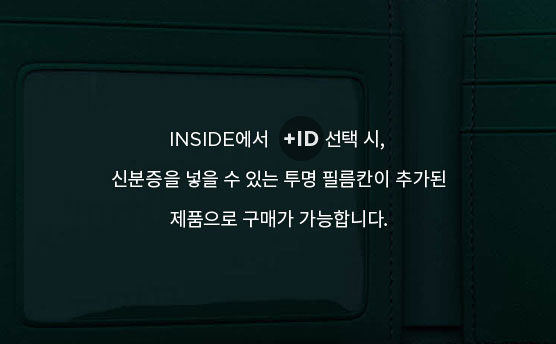 INSIDE에서 +ID 선택 시,
신분증을 넣을 수 있는 투명 필름칸이 추가된
제품으로 구매가 가능합니다.